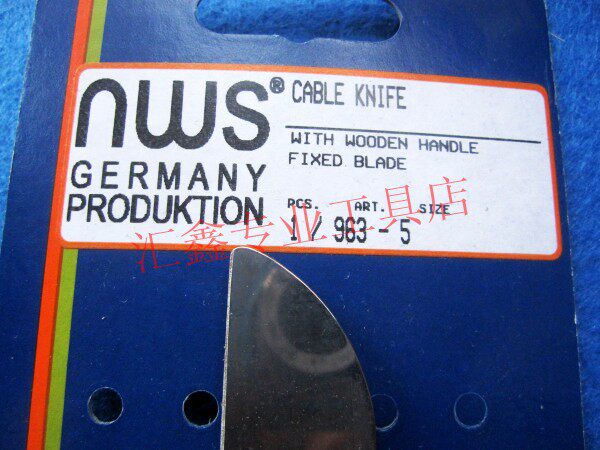 nws®
GERMANY
PRODUKTION
CABLE KNIFE
WITH WOODEN HANDLE
FIXED BLADE
PCS. ART. SIZE
1 / 963 - 5
汇鑫专业工具店